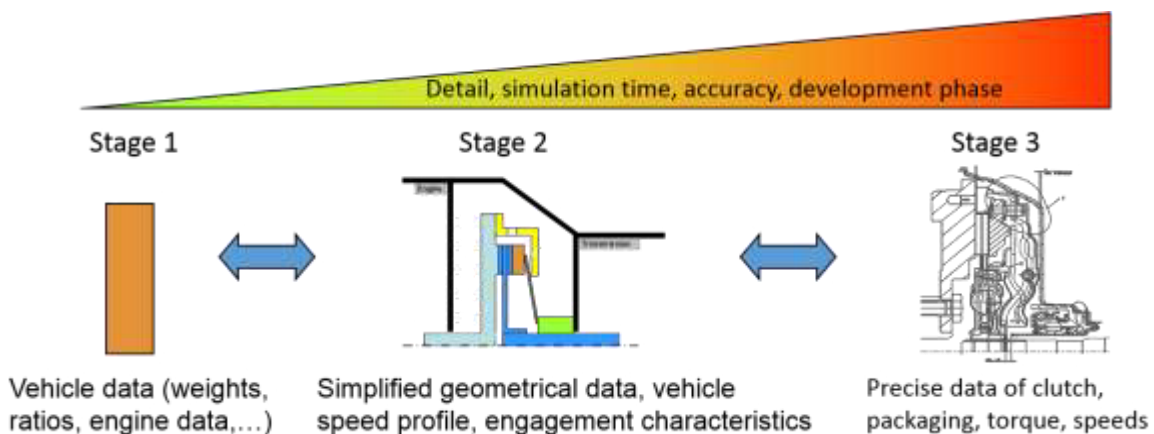 Detail, simulation time, accuracy, development phase
Stage 1
Stage 2
Stage 3
Engine
Transmission
Vehicle data (weights,
ratios, engine data,...)
Simplified geometrical data, vehicle
speed profile, engagement characteristics
Precise data of clutch,
packaging, torque, speeds